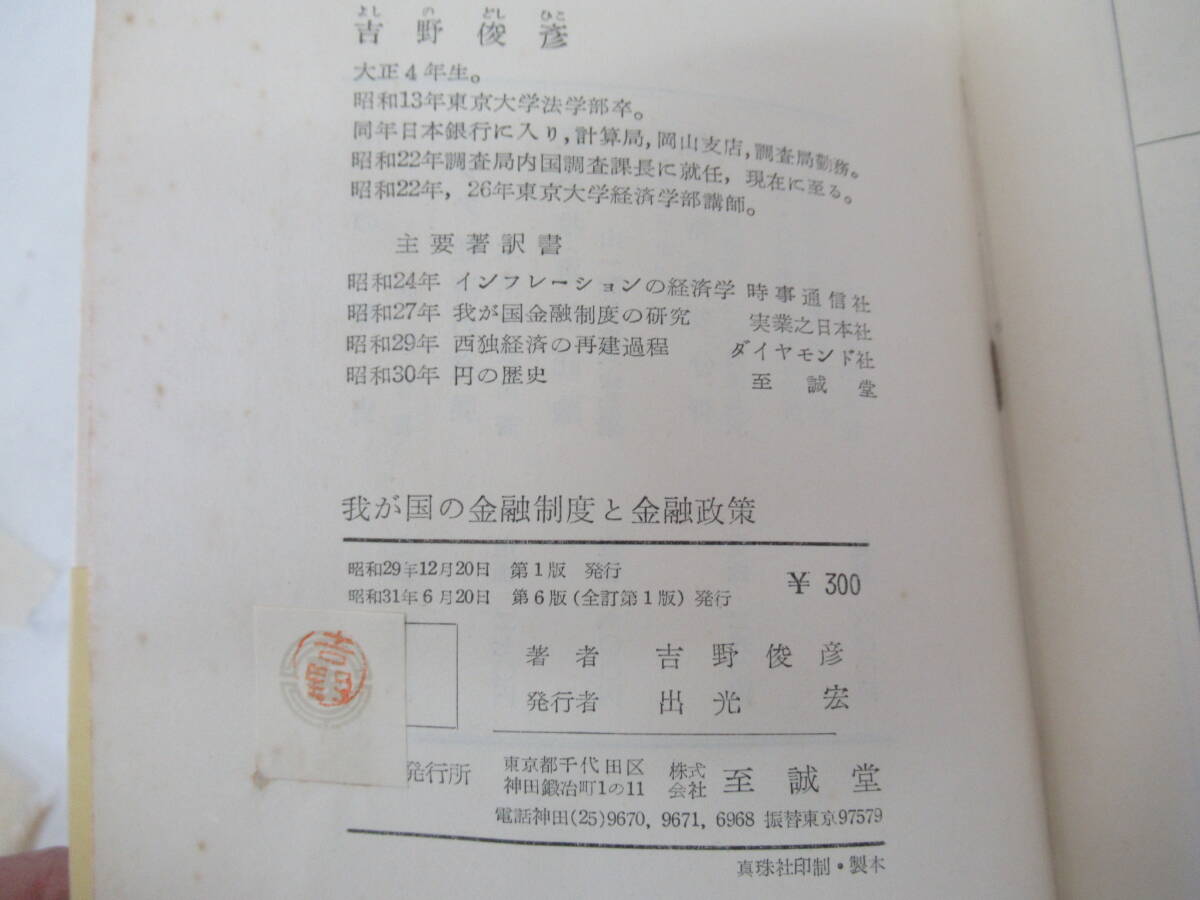 よし の どし ひこ
吉野俊彦
大正4年生。
昭和13年東京大学法学部卒。
同年日本銀行に入り,計算局,岡山支店,調査局勤務。
昭和22年調査局内国調査課長に就任,現在に至る。
昭和22年,26年東京大学経済学部講師。
主要著訳書
昭和24年 インフレーションの経済学 時事通信社
昭和27年 我が国金融制度の研究 実業之日本社
昭和29年 西独経済の再建過程 ダイヤモンド社
昭和30年 円の歴史 至誠堂
我が国の金融制度と金融政策
昭和29年12月20日 第1版 発行
昭和31年6月20日 第6版(全訂第1版)発行
¥300
吉野
著者 吉野俊彦
発行者 出光 宏
発行所 東京都千代田区神田鍛冶町1の11 株式会社 至誠堂
電話神田(25)9670, 9671, 6968 振替東京97579
真珠社印制・製本